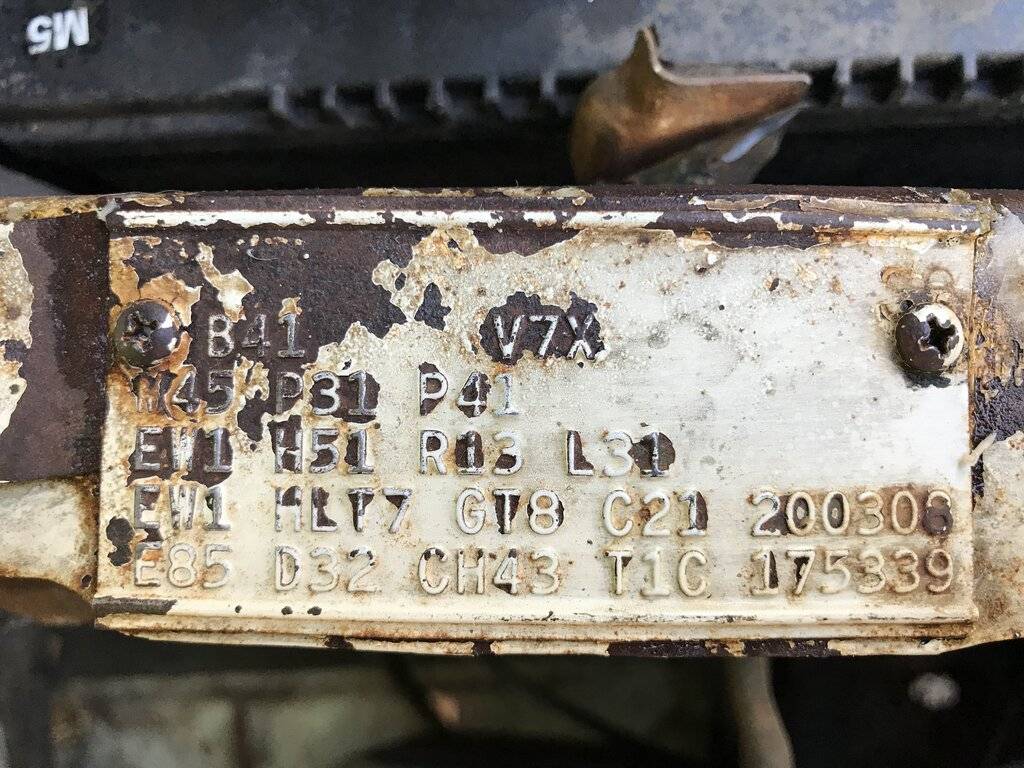 M5
B41 V7X
M45 P31 P41
EW1 H51 R13 L31
EW1 HLT7 GT8 C21 200308
E85 D32 CH43 T1C 175339